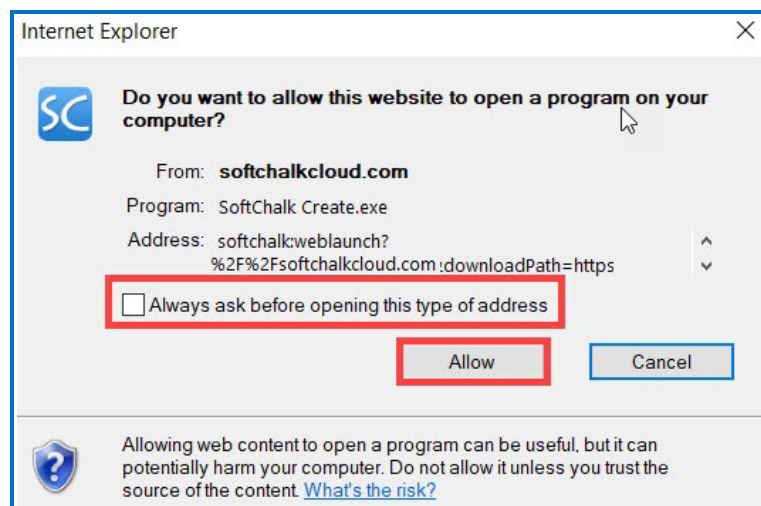 Internet Explorer
SC
Do you want to allow this website to open a program on your
computer?
From: softchalkcloud.com
Program: SoftChalk Create.exe
Address: softchalk:weblaunch?
%2F%2Fsoftchalkcloud.com:downloadPath=https
Always ask before opening this type of address
Allow Cancel
Allowing web content to open a program can be useful, but it can
potentially harm your computer. Do not allow it unless you trust the
source of the content. What's the risk?